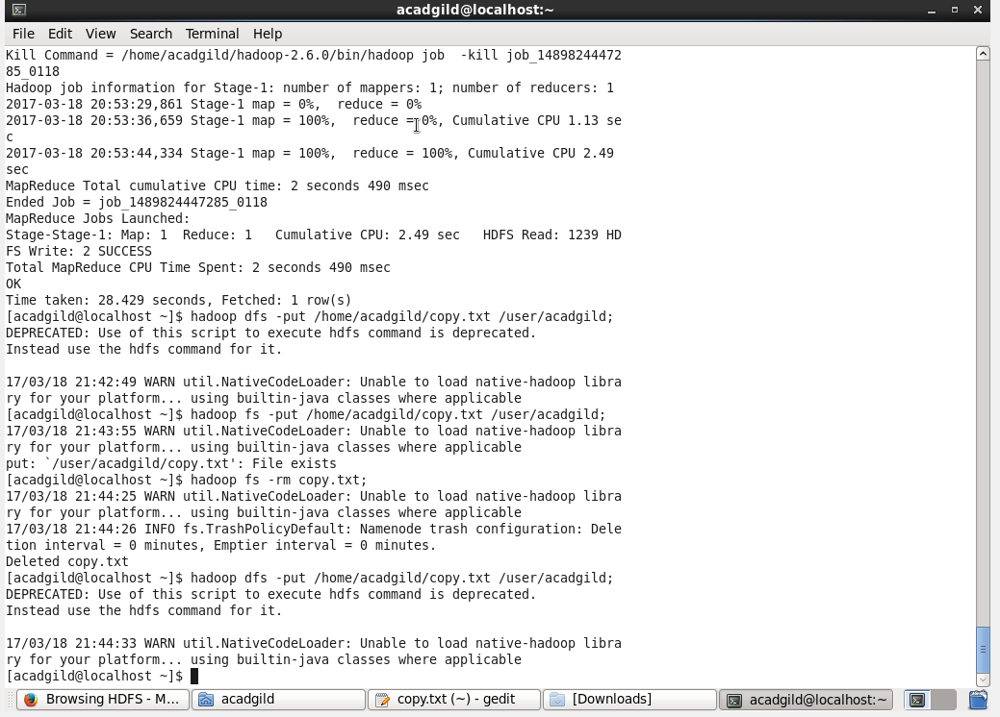 acadgild@localhost:~
File Edit View Search Terminal Help
Kill Command = /home/acadgild/hadoop-2.6.0/bin/hadoop job  -kill job_14898244472
85_0118
Hadoop job information for Stage-1: number of mappers: 1; number of reducers: 1
2017-03-18 20:53:29,861 Stage-1 map = 0%,  reduce = 0%
2017-03-18 20:53:36,659 Stage-1 map = 100%,  reduce = 0%, Cumulative CPU 1.13 se
c
2017-03-18 20:53:44,334 Stage-1 map = 100%,  reduce = 100%, Cumulative CPU 2.49
sec
MapReduce Total cumulative CPU time: 2 seconds 490 msec
Ended Job = job_1489824447285_0118
MapReduce Jobs Launched:
Stage-Stage-1: Map: 1  Reduce: 1   Cumulative CPU: 2.49 sec   HDFS Read: 1239 HD
FS Write: 2 SUCCESS
Total MapReduce CPU Time Spent: 2 seconds 490 msec
OK
Time taken: 28.429 seconds, Fetched: 1 row(s)
[acadgild@localhost ~]$ hadoop dfs -put /home/acadgild/copy.txt /user/acadgild;
DEPRECATED: Use of this script to execute hdfs command is deprecated.
Instead use the hdfs command for it.
17/03/18 21:42:49 WARN util.NativeCodeLoader: Unable to load native-hadoop libra
ry for your platform... using builtin-java classes where applicable
[acadgild@localhost ~]$ hadoop fs -put /home/acadgild/copy.txt /user/acadgild;
17/03/18 21:43:55 WARN util.NativeCodeLoader: Unable to load native-hadoop libra
ry for your platform... using builtin-java classes where applicable
put: `/user/acadgild/copy.txt': File exists
[acadgild@localhost ~]$ hadoop fs -rm copy.txt;
17/03/18 21:44:25 WARN util.NativeCodeLoader: Unable to load native-hadoop libra
ry for your platform... using builtin-java classes where applicable
17/03/18 21:44:26 INFO fs.TrashPolicyDefault: Namenode trash configuration: Dele
tion interval = 0 minutes, Emptier interval = 0 minutes.
Deleted copy.txt
[acadgild@localhost ~]$ hadoop dfs -put /home/acadgild/copy.txt /user/acadgild;
DEPRECATED: Use of this script to execute hdfs command is deprecated.
Instead use the hdfs command for it.
17/03/18 21:44:33 WARN util.NativeCodeLoader: Unable to load native-hadoop libra
ry for your platform... using builtin-java classes where applicable
[acadgild@localhost ~]$
Browsing HDFS - M... acadgild copy.txt (~) - gedit [Downloads] acadgild@localhost:~